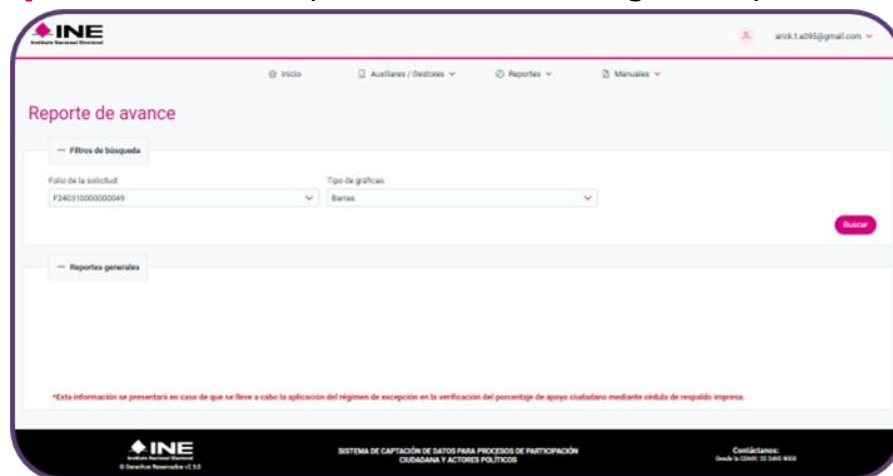 INE
Instituto Nacional Electoral
arick.t.a095@gmail.com
Inicio
Auxiliares / Gestores
Reportes
Manuales
Reporte de avance
Filtros de búsqueda
Folio de la solicitud:
Tipo de gráficas:
F240310000000049
Barras
Buscar
Reportes generales
*Esta información se presentará en caso de que se lleve a cabo la aplicación del régimen de excepción en la verificación del porcentaje de apoyo ciudadano mediante cédula de respaldo impresa.
INE
Instituto Nacional Electoral
SISTEMA DE CAPTACIÓN DE DATOS PARA PROCESOS DE PARTICIPACIÓN
CIUDADANA Y ACTORES POLÍTICOS
Contáctanos: